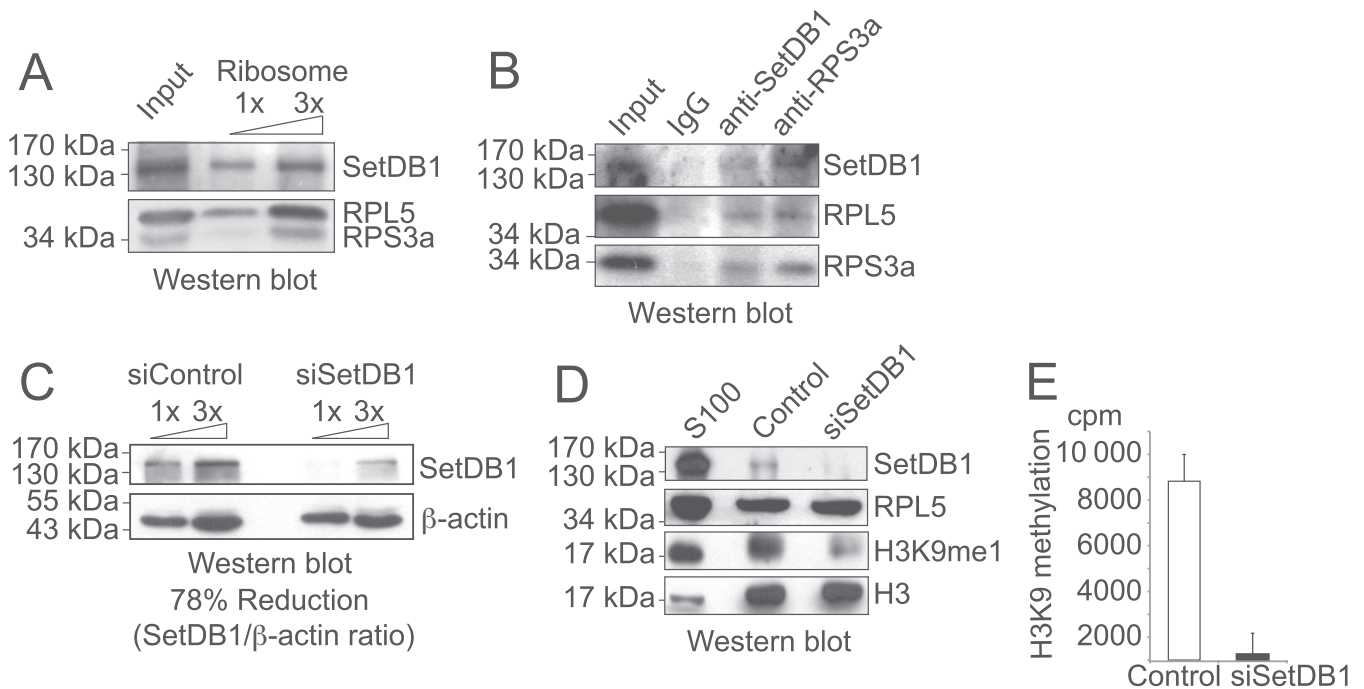 A
Input
Ribosome
1x 3x
170 kDa
130 kDa
SetDB1
RPL5
34 kDa
RPS3a
Western blot
B
Input
IgG
anti-SetDB1
anti-RPS3a
170 kDa
130 kDa
SetDB1
RPL5
34 kDa
34 kDa
RPS3a
Western blot
C
siControl siSetDB1
1x 3x 1x 3x
170 kDa
130 kDa
SetDB1
55 kDa
43 kDa
β-actin
Western blot
78% Reduction
(SetDB1/β-actin ratio)
D
S100
Control
siSetDB1
170 kDa
130 kDa
SetDB1
RPL5
34 kDa
17 kDa
H3K9me1
17 kDa
H3
Western blot
E
cpm
H3K9 methylation
10 000
8000
6000
4000
2000
Control siSetDB1